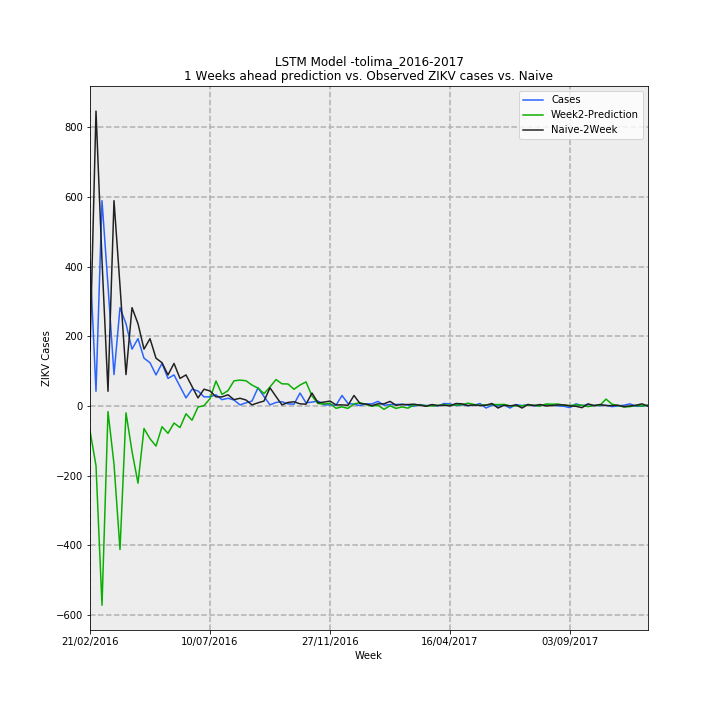 LSTM Model -tolima_2016-2017
1 Weeks ahead prediction vs. Observed ZIKV cases vs. Naive
Cases
Week2-Prediction
Naive-2Week
800
600
400
200
0
−200
−400
−600
ZIKV Cases
21/02/2016 10/07/2016 27/11/2016 16/04/2017 03/09/2017
Week